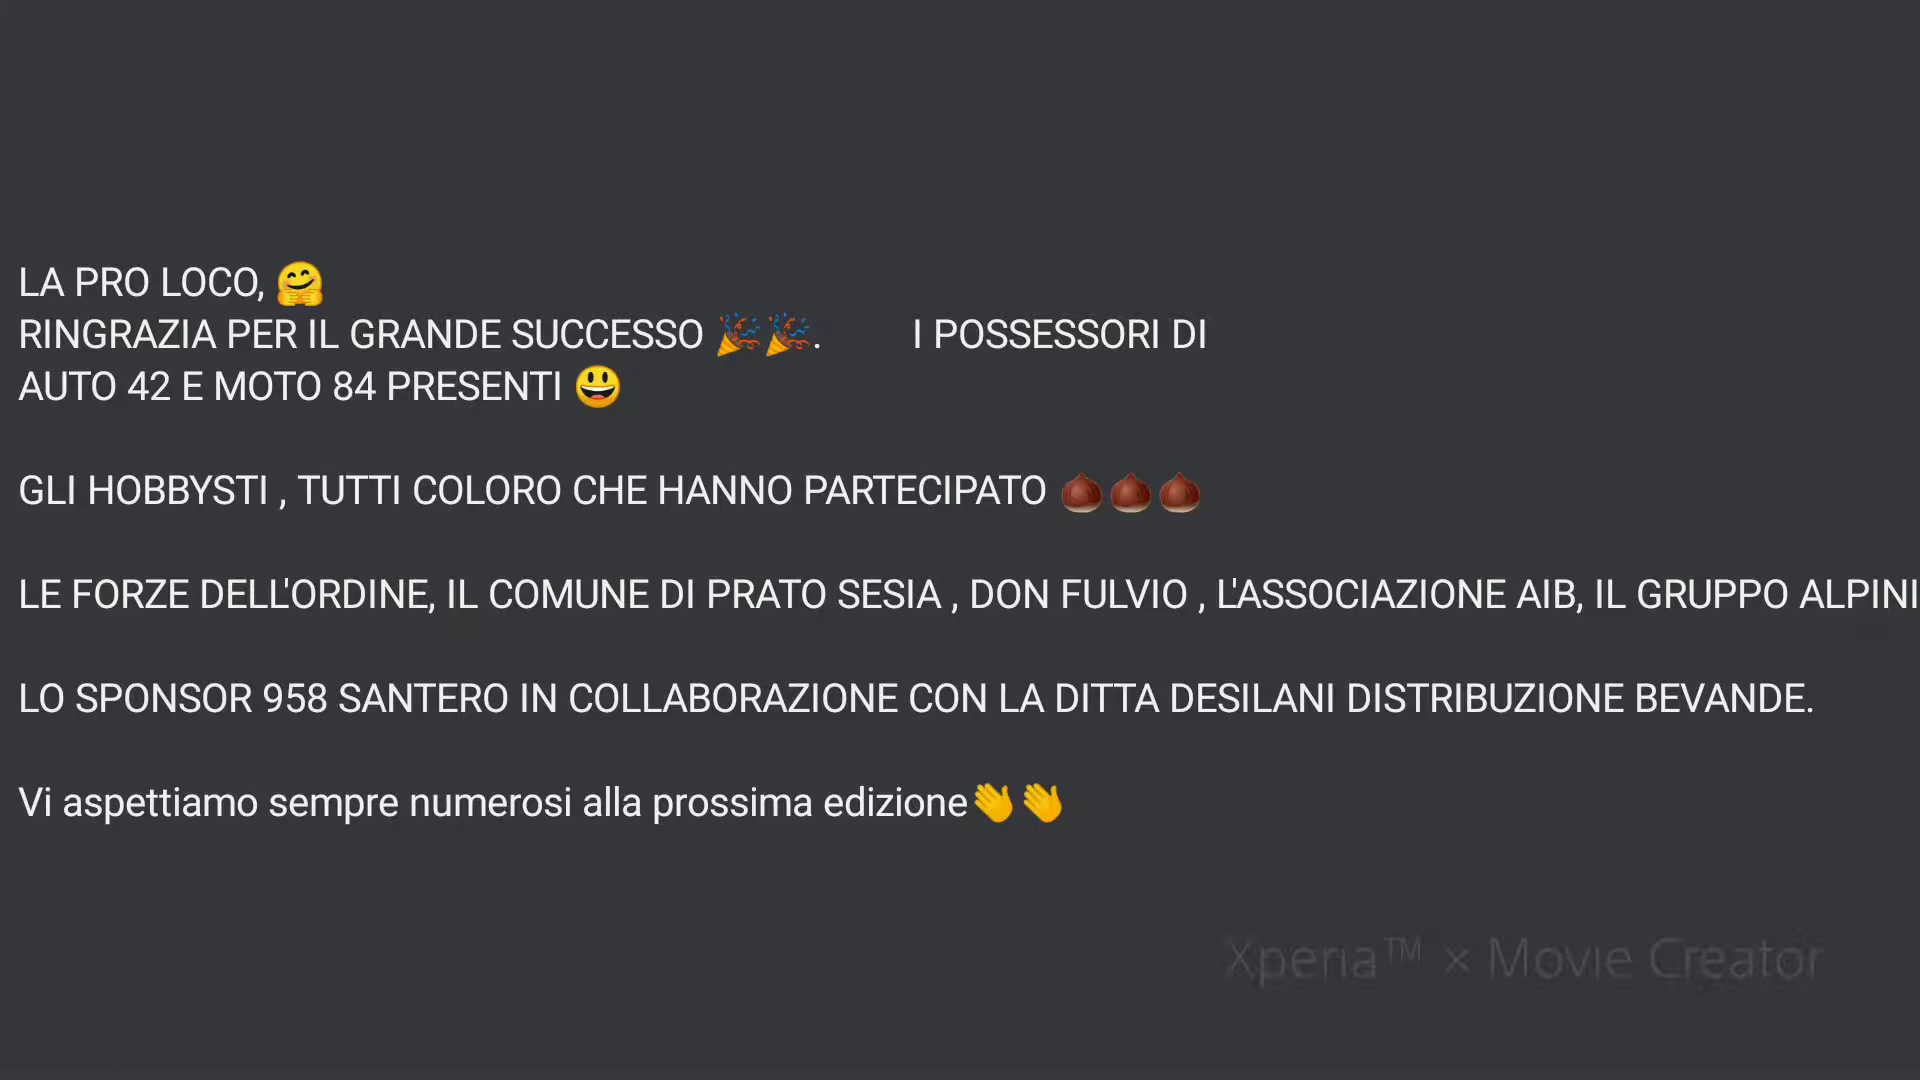 LA PRO LOCO, 🤗
RINGRAZIA PER IL GRANDE SUCCESSO 🎉🎉. I POSSESSORI DI
AUTO 42 E MOTO 84 PRESENTI 😃
GLI HOBBYSTI , TUTTI COLORO CHE HANNO PARTECIPATO 🌰🌰🌰
LE FORZE DELL'ORDINE, IL COMUNE DI PRATO SESIA , DON FULVIO , L'ASSOCIAZIONE AIB, IL GRUPPO ALPINI
LO SPONSOR 958 SANTERO IN COLLABORAZIONE CON LA DITTA DESILANI DISTRIBUZIONE BEVANDE.
Vi aspettiamo sempre numerosi alla prossima edizione👏👏
Xperia™ × Movie Creator